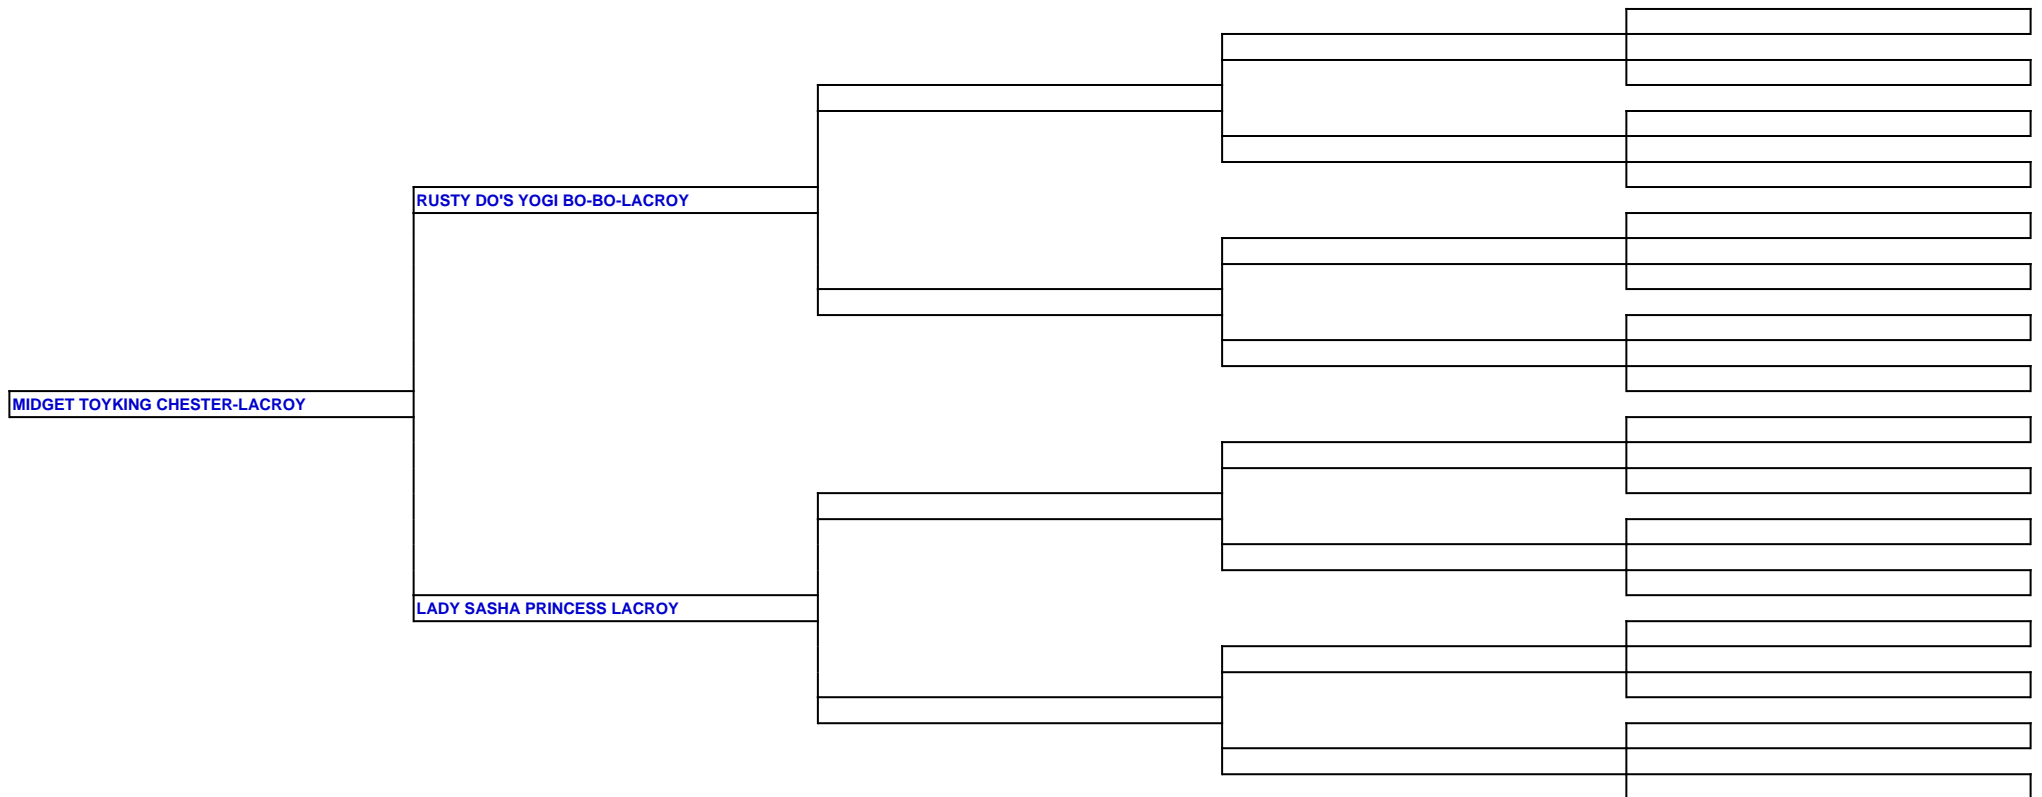 RUSTY DO'S YOGI BO-BO-LACROY
MIDGET TOYKING CHESTER-LACROY
LADY SASHA PRINCESS LACROY